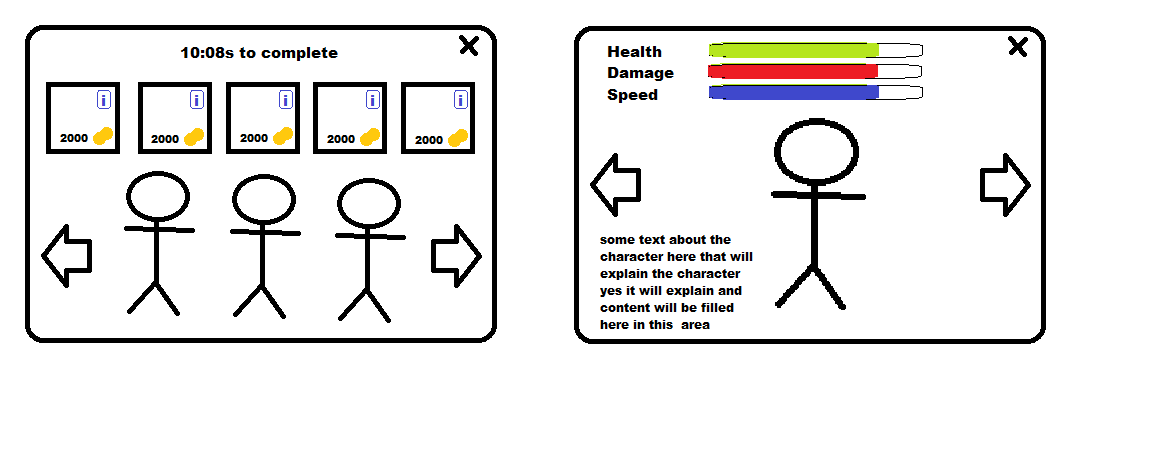 10:08s to complete
i i i i i
2000 2000 2000 2000 2000
Health
Damage
Speed
some text about the
character here that will
explain the character
yes it will explain and
content will be filled
here in this area